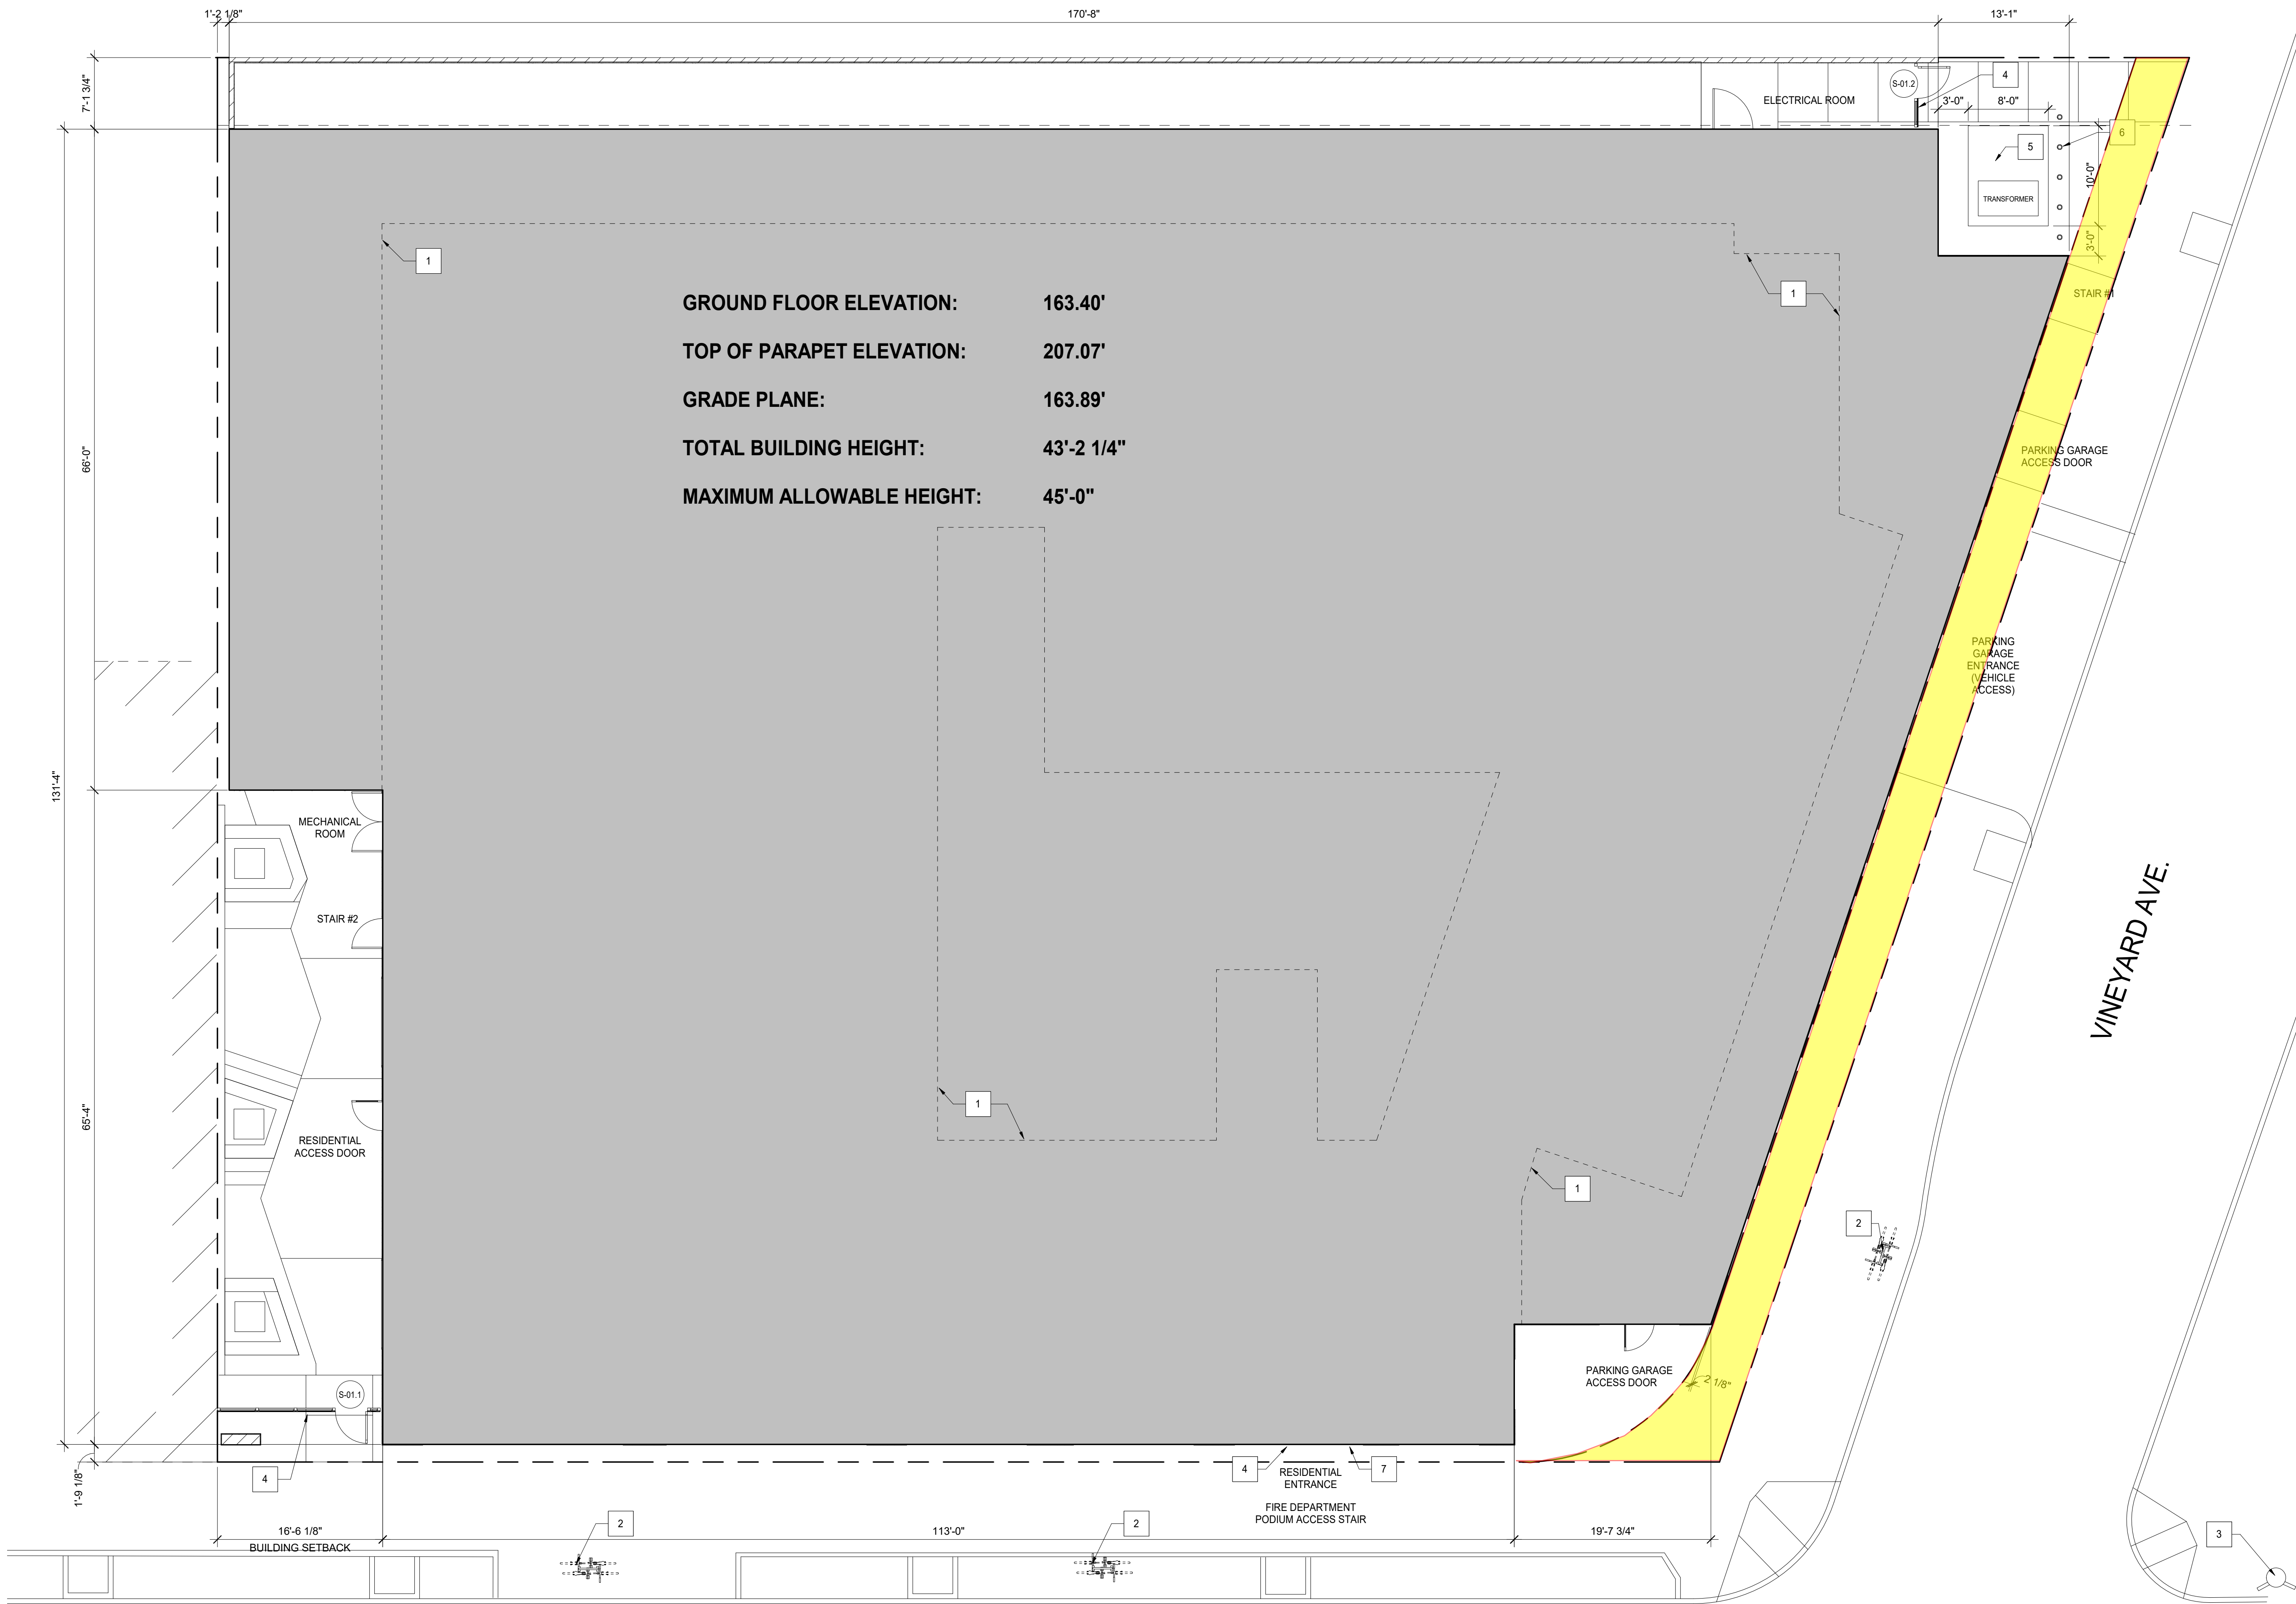 1'-2 1/8"
170'-8"
13'-1"
7'-1 3/4"
S-01.2
4
ELECTRICAL ROOM
3'-0"
8'-0"
6
5
10'-0"
TRANSFORMER
3'-0"
1
1
STAIR #1
GROUND FLOOR ELEVATION: 163.40'
TOP OF PARAPET ELEVATION: 207.07'
GRADE PLANE: 163.89'
TOTAL BUILDING HEIGHT: 43'-2 1/4"
MAXIMUM ALLOWABLE HEIGHT: 45'-0"
66'-0"
PARKING GARAGE
ACCESS DOOR
PARKING
GARAGE
ENTRANCE
(VEHICLE
ACCESS)
131'-4"
MECHANICAL
ROOM
STAIR #2
VINEYARD AVE.
65'-4"
RESIDENTIAL
ACCESS DOOR
1
1
2
PARKING GARAGE
ACCESS DOOR
2 1/8"
S-01.1
4
1'-9 1/8"
4
7
RESIDENTIAL
ENTRANCE
FIRE DEPARTMENT
PODIUM ACCESS STAIR
2
2
3
16'-6 1/8"
BUILDING SETBACK
113'-0"
19'-7 3/4"